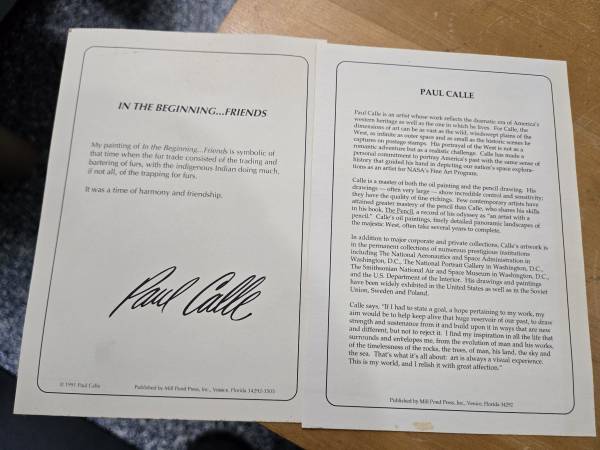 IN THE BEGINNING...FRIENDS
My painting of In the Beginning...Friends is symbolic of
that time when the fur trade consisted of the trading and
bartering of furs, with the indigenous Indian doing much,
if not all, of the trapping for furs.
It was a time of harmony and friendship.
Paul Calle
© 1991 Paul Calle
Published by Mill Pond Press, Inc., Venice, Florida 34292-3505
PAUL CALLE
Paul Calle is an artist whose work reflects the dramatic era of America's
western heritage as well as the one in which he lives. For Calle, the
dimensions of art can be as vast as the wild, windswept plains of the
West, as infinite as outer space and as small as the historic scenes he
captures on postage stamps. His portrayal of the West is not as a
romantic adventure but as a realistic challenge. Calle has made a
personal commitment to portray America's past with the same sense of
history that guided his hand in depicting our nation's space explora-
tions as an artist for NASA's Fine Art Program.
Calle is a master of both the oil painting and the pencil drawing. His
drawings — often very large — show incredible control and sensitivity;
they have the quality of fine etchings. Few contemporary artists have
attained greater mastery of the pencil than Calle, who shares his skills
in his book, The Pencil, a record of his odyssey as "an artist with a
pencil." Calle's oil paintings, finely detailed panoramic landscapes of
the majestic West, often take several years to complete.
In addition to major corporate and private collections, Calle's artwork is
in the permanent collections of numerous prestigious institutions
including The National Aeronautics and Space Administration in
Washington, D.C., The National Portrait Gallery in Washington, D.C.,
The Smithsonian National Air and Space Museum in Washington, D.C.,
and the U.S. Department of the Interior. His drawings and paintings
have been widely exhibited in the United States as well as in the Soviet
Union, Sweden and Poland.
Calle says, "If I had to state a goal, a hope pertaining to my work, my
aim would be to help keep alive that huge reservoir of our past, to draw
strength and sustenance from it and build upon it in ways that are new
and different, but not to reject it. I find my inspiration in all the life that
surrounds and envelopes me, from the evolution of man and his works,
of the timelessness of the rocks, the trees, of man, his land, the sky and
the sea. That's what it's all about: art is always a visual experience.
This is my world, and I relish it with great affection."
Published by Mill Pond Press, Inc., Venice, Florida 34292